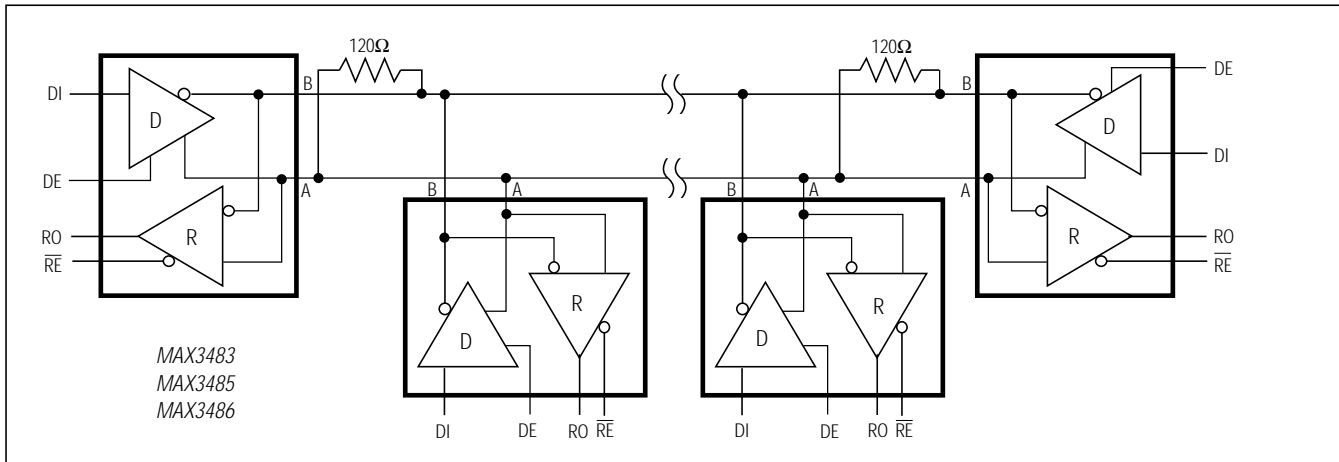 120Ω 120Ω
B B
DI D DE
D DI
DE
A B A B A A
RO R R RO
R R
RE RE
D D
MAX3483
MAX3485
MAX3486
DI DE RO RE DI DE RO RE